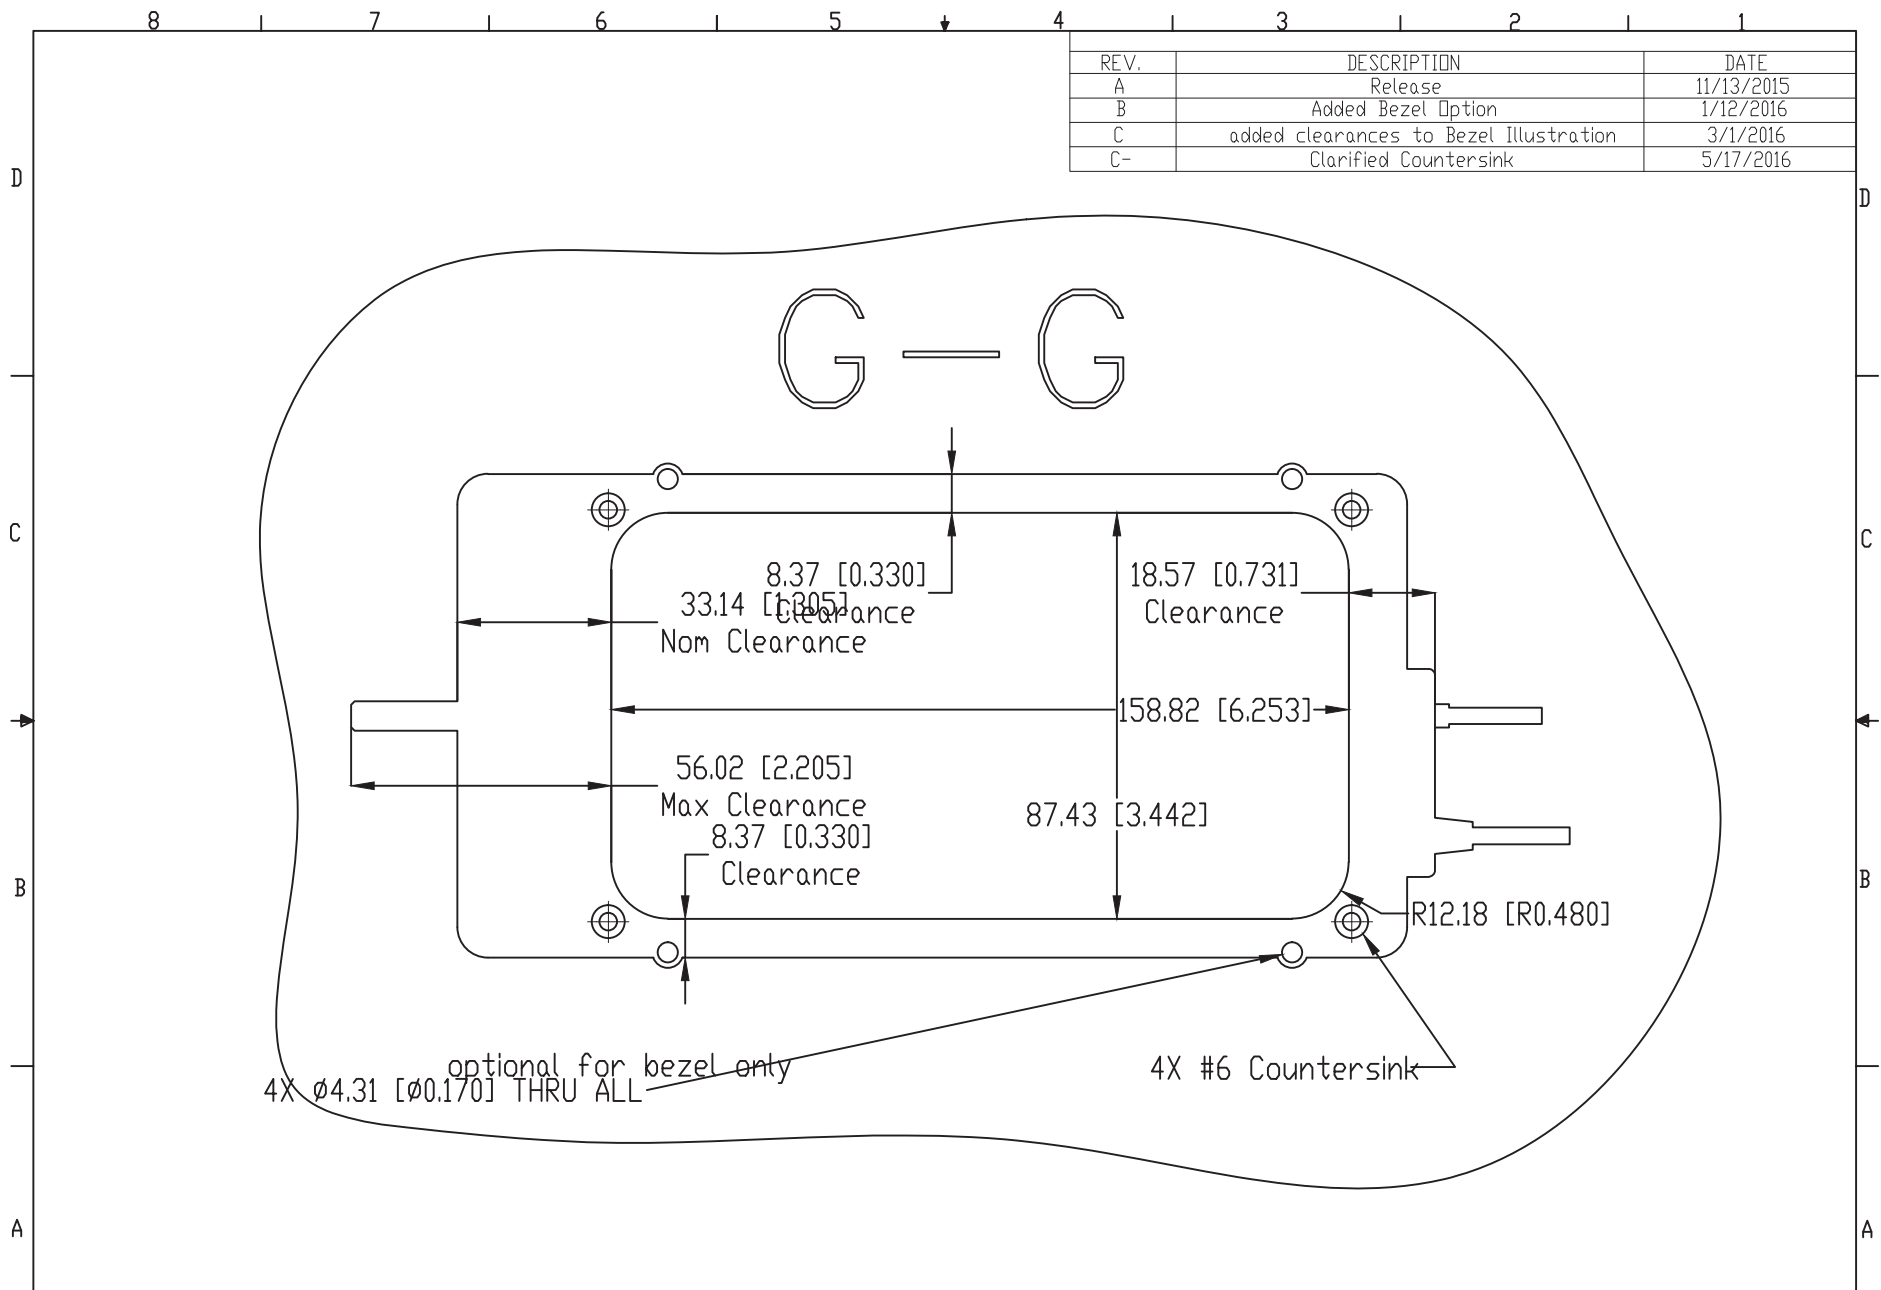 8 7 6 5 4 3 2 1
REV. DESCRIPTION DATE
A Release 11/13/2015
B Added Bezel Option 1/12/2016
C added clearances to Bezel Illustration 3/1/2016
C- Clarified Countersink 5/17/2016
D D
G-G
C C
8.37 [0.330]
Clearance
18.57 [0.731]
Clearance
33.14 [1.305]
Nom Clearance
158.82 [6.253]
56.02 [2.205]
Max Clearance
87.43 [3.442]
8.37 [0.330]
Clearance
B B
R12.18 [R0.480]
optional for bezel only
4X Ø4.31 [Ø0.170] THRU ALL
4X #6 Countersink
A A